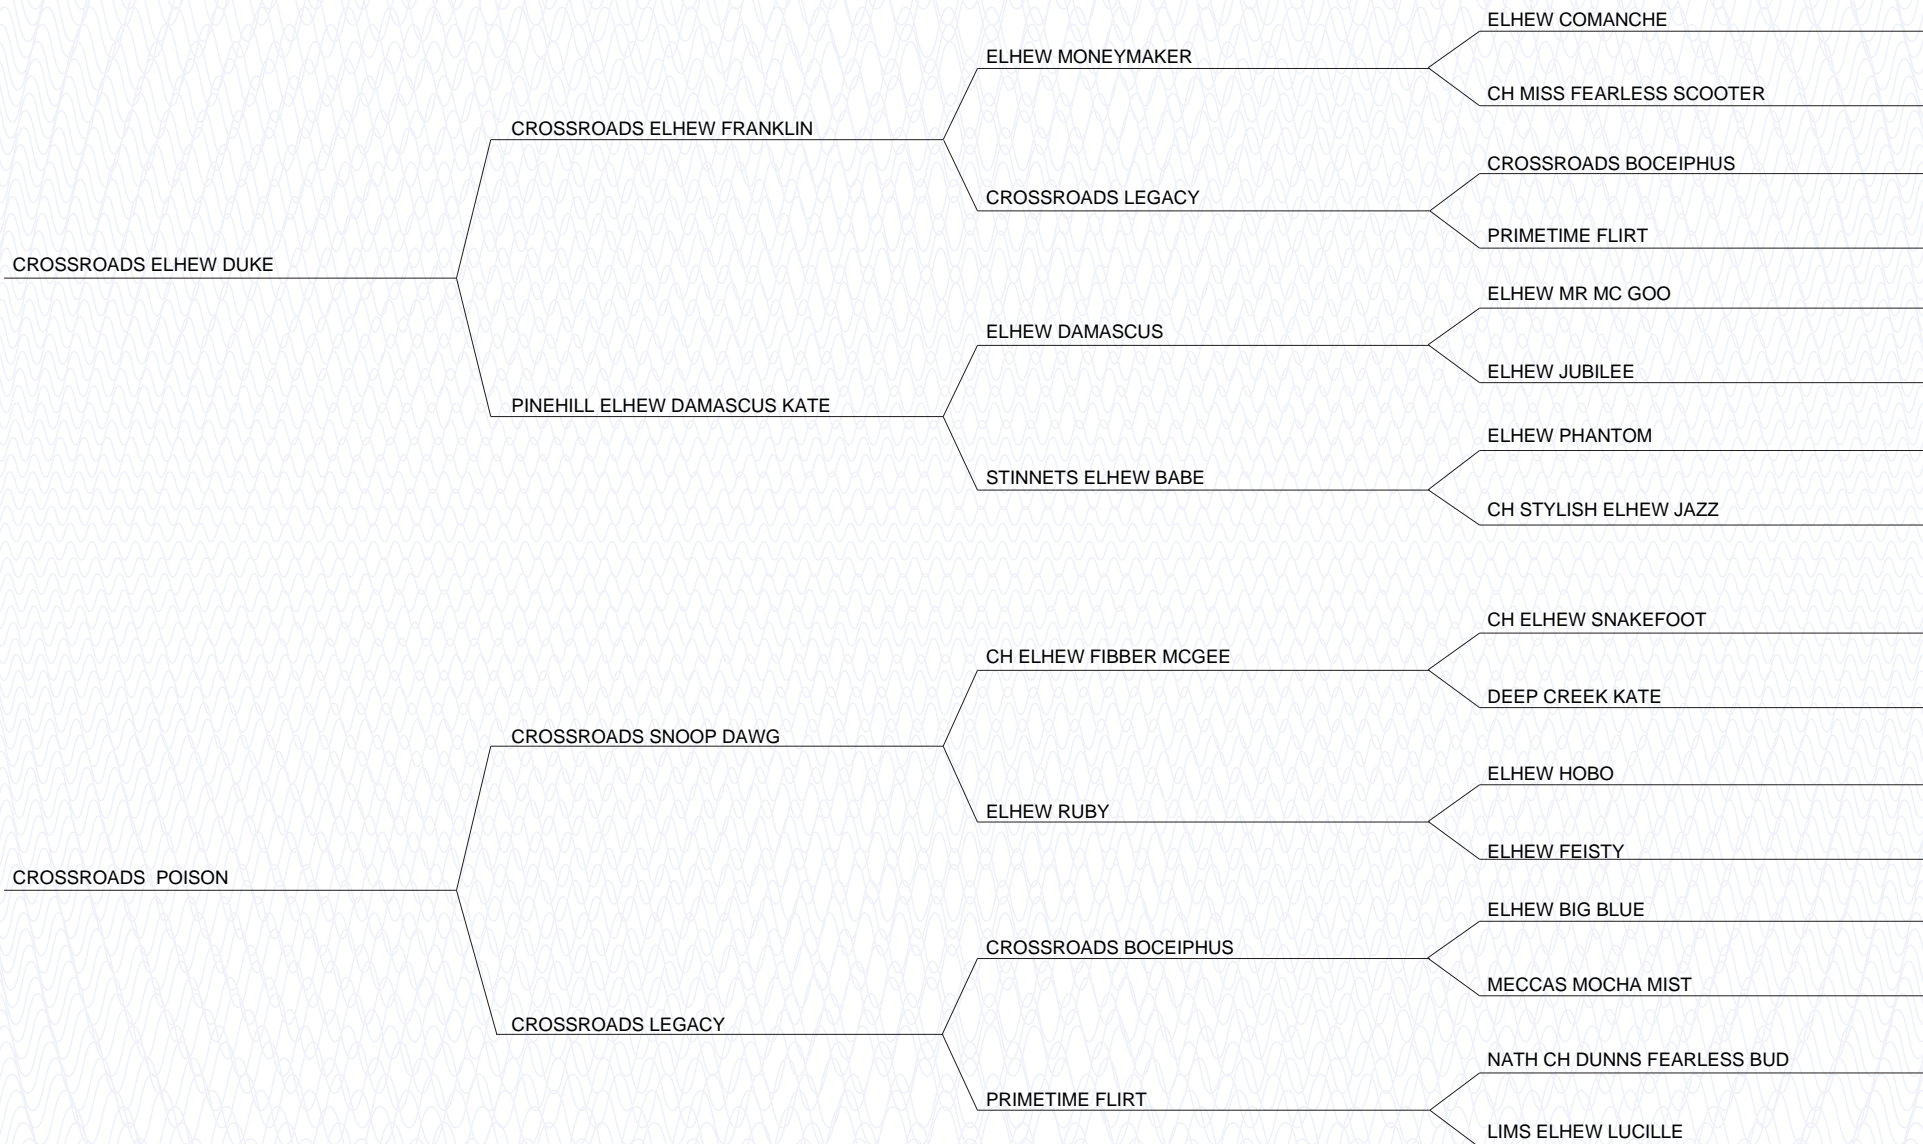 ELHEW COMANCHE
ELHEW MONEYMAKER
CH MISS FEARLESS SCOOTER
CROSSROADS ELHEW FRANKLIN
CROSSROADS BOCEIPHUS
CROSSROADS LEGACY
PRIMETIME FLIRT
CROSSROADS ELHEW DUKE
ELHEW MR MC GOO
ELHEW DAMASCUS
ELHEW JUBILEE
PINEHILL ELHEW DAMASCUS KATE
ELHEW PHANTOM
STINNETS ELHEW BABE
CH STYLISH ELHEW JAZZ
CH ELHEW SNAKEFOOT
CH ELHEW FIBBER MCGEE
DEEP CREEK KATE
CROSSROADS SNOOP DAWG
ELHEW HOBO
ELHEW RUBY
ELHEW FEISTY
CROSSROADS  POISON
ELHEW BIG BLUE
CROSSROADS BOCEIPHUS
MECCAS MOCHA MIST
CROSSROADS LEGACY
NATH CH DUNNS FEARLESS BUD
PRIMETIME FLIRT
LIMS ELHEW LUCILLE